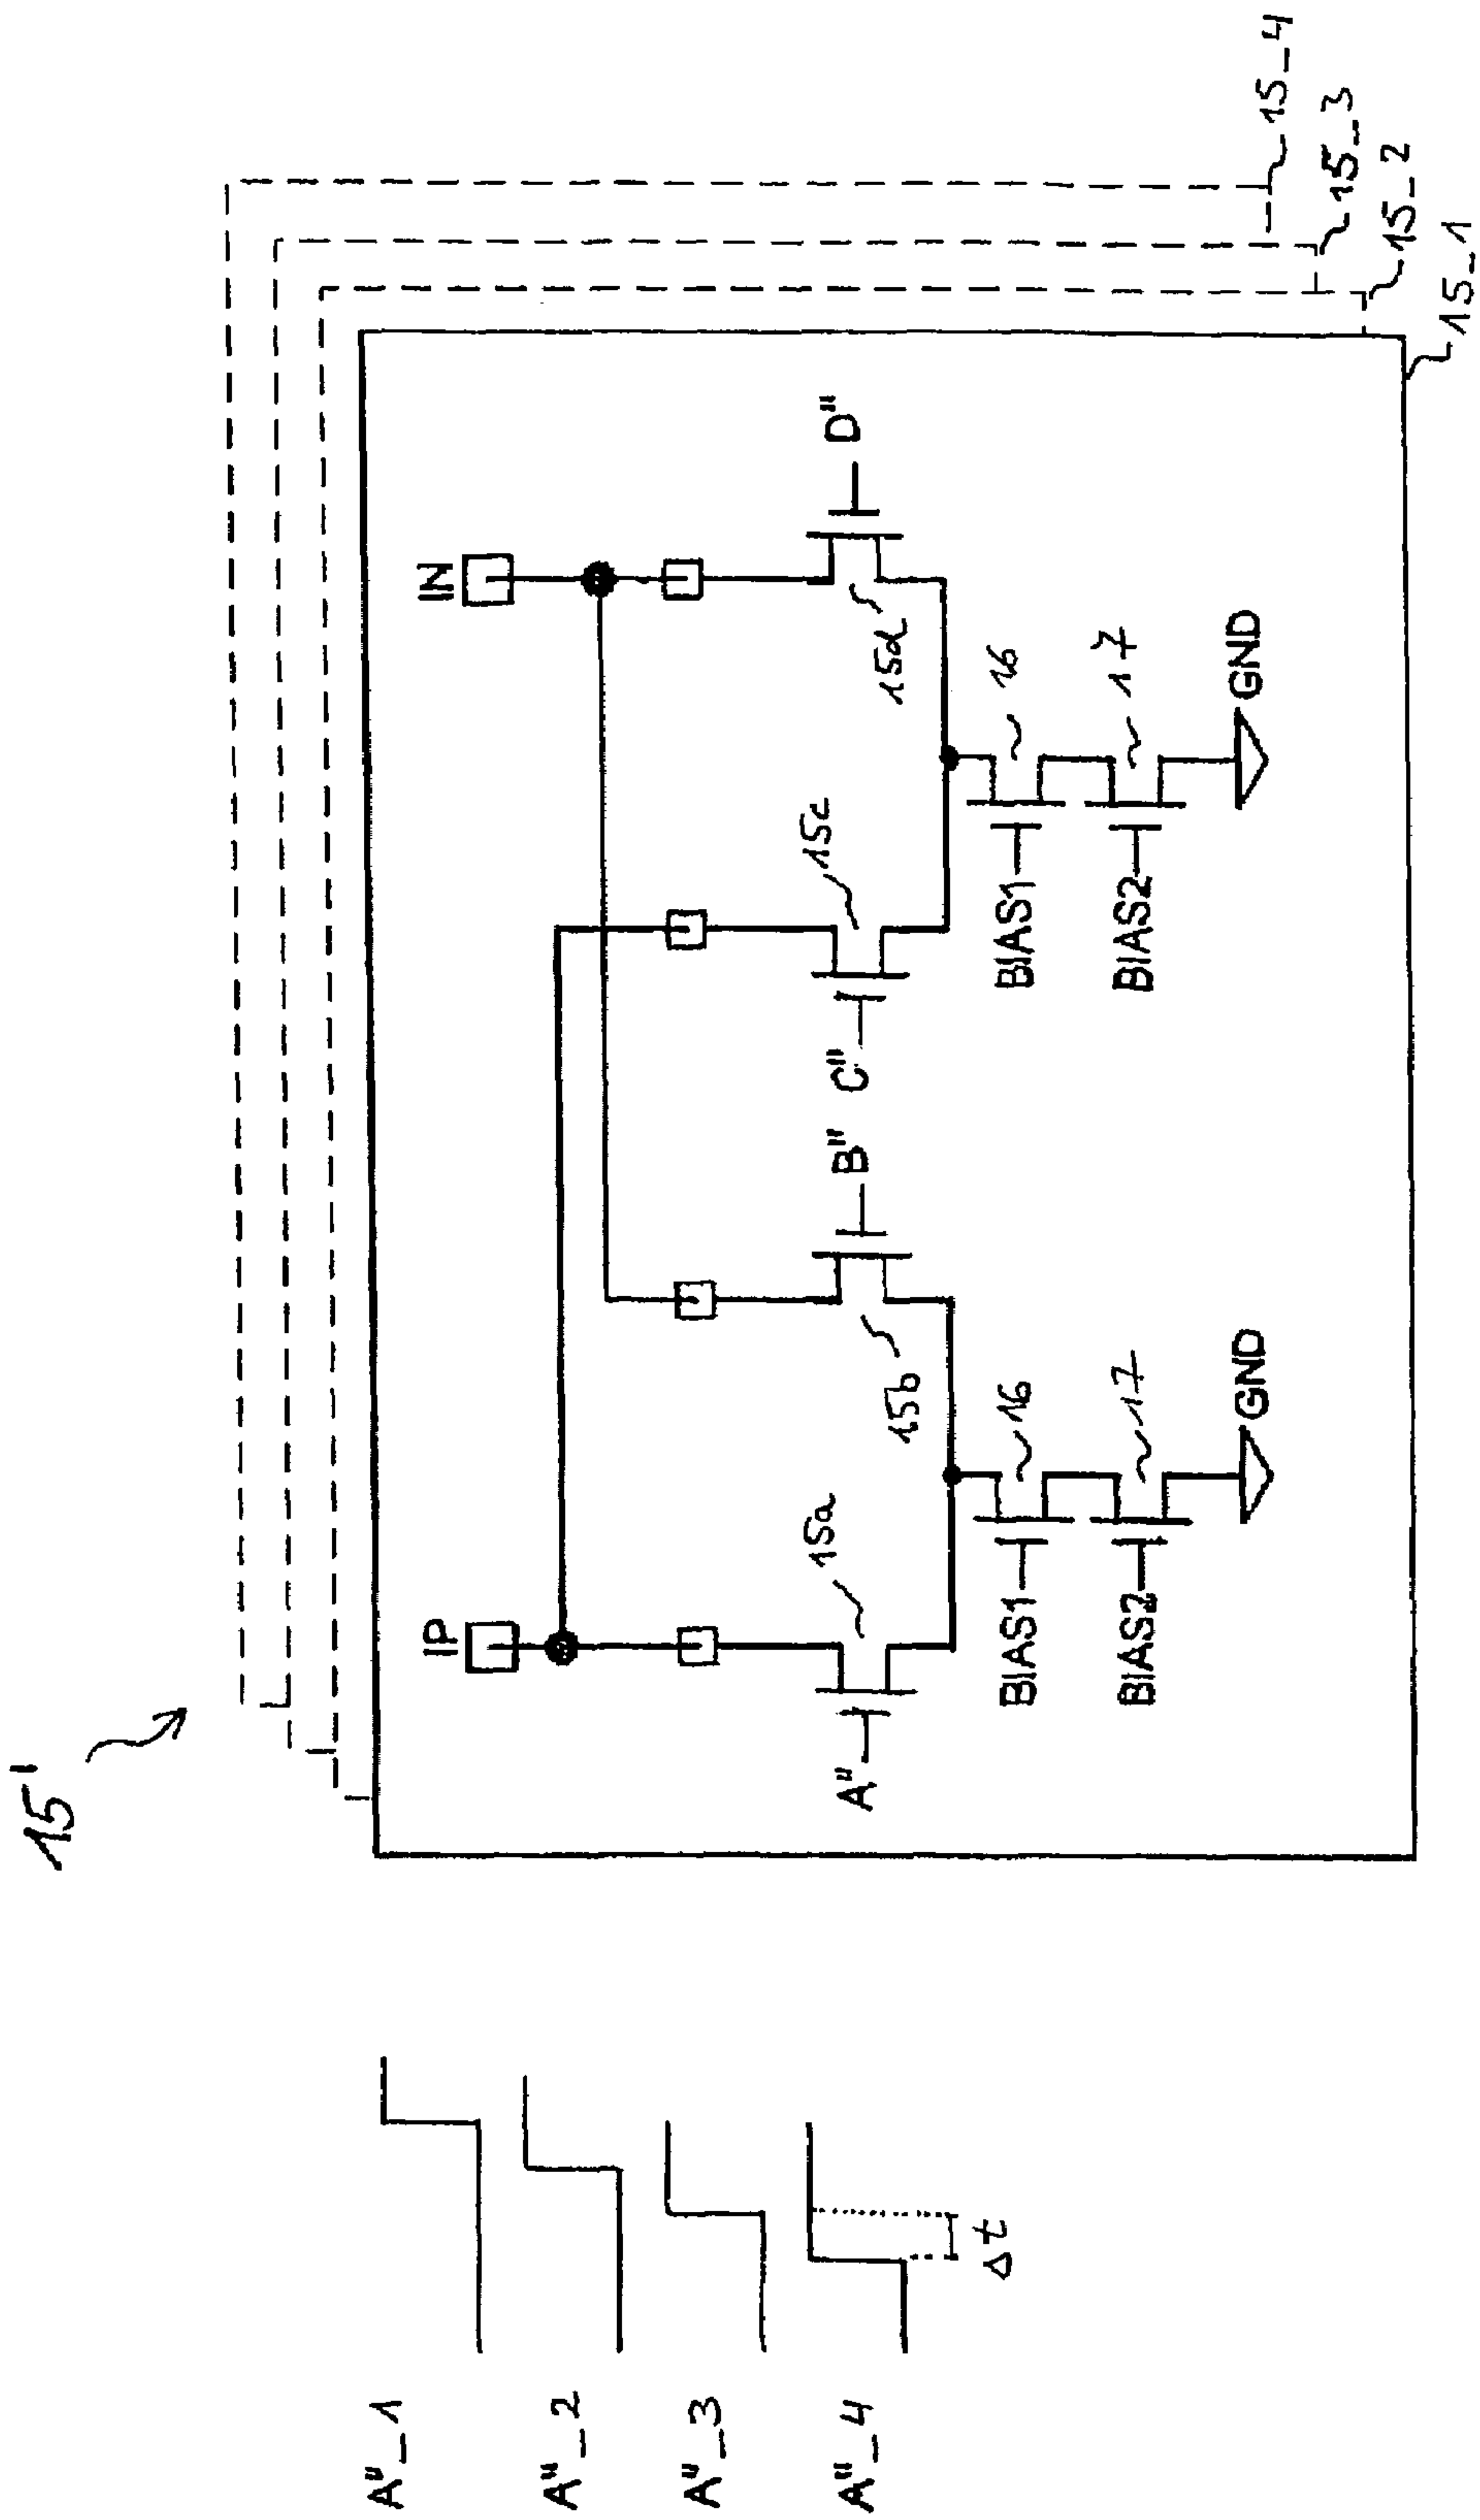 15'
A"_1
A"_2
A"_3
A"_4
Δt
IP
IN
A"
15a
15b
B"
C"
15c
15d
D"
BIAS1
16
BIAS1
16
BIAS2
17
BIAS2
17
GND
GND
15_4
15_3
15_2
15_1